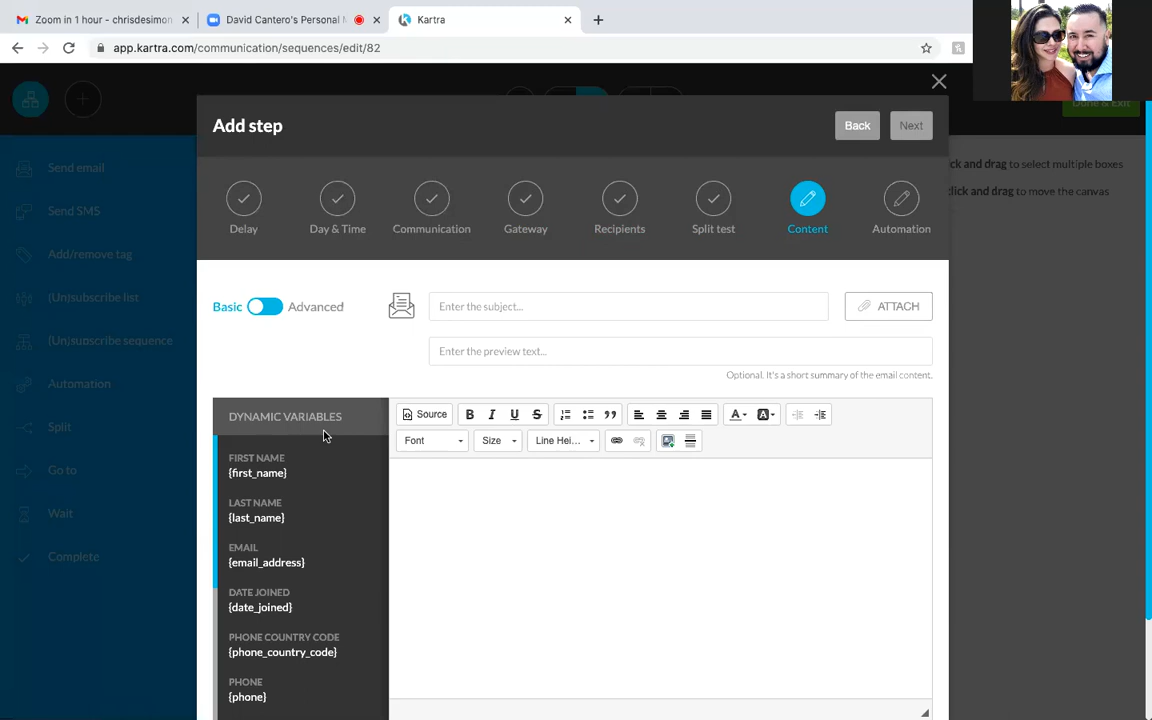 Zoom in 1 hour - chrisdesimon
David Cantero's Personal M
Kartra
app.kartra.com/communication/sequences/edit/82
Done & Exit
Add step
Back
Next
Send email
Send SMS
Add/remove tag
(Un)subscribe list
(Un)subscribe sequence
Automation
Split
Go to
Wait
Complete
ick and drag to select multiple boxes
click and drag to move the canvas
Delay
Day & Time
Communication
Gateway
Recipients
Split test
Content
Automation
Basic
Advanced
Enter the subject...
ATTACH
Enter the preview text...
Optional. It's a short summary of the email content.
DYNAMIC VARIABLES
Source
B I U S
A A
Font
Size
Line Hei...
FIRST NAME
{first_name}
LAST NAME
{last_name}
EMAIL
{email_address}
DATE JOINED
{date_joined}
PHONE COUNTRY CODE
{phone_country_code}
PHONE
{phone}